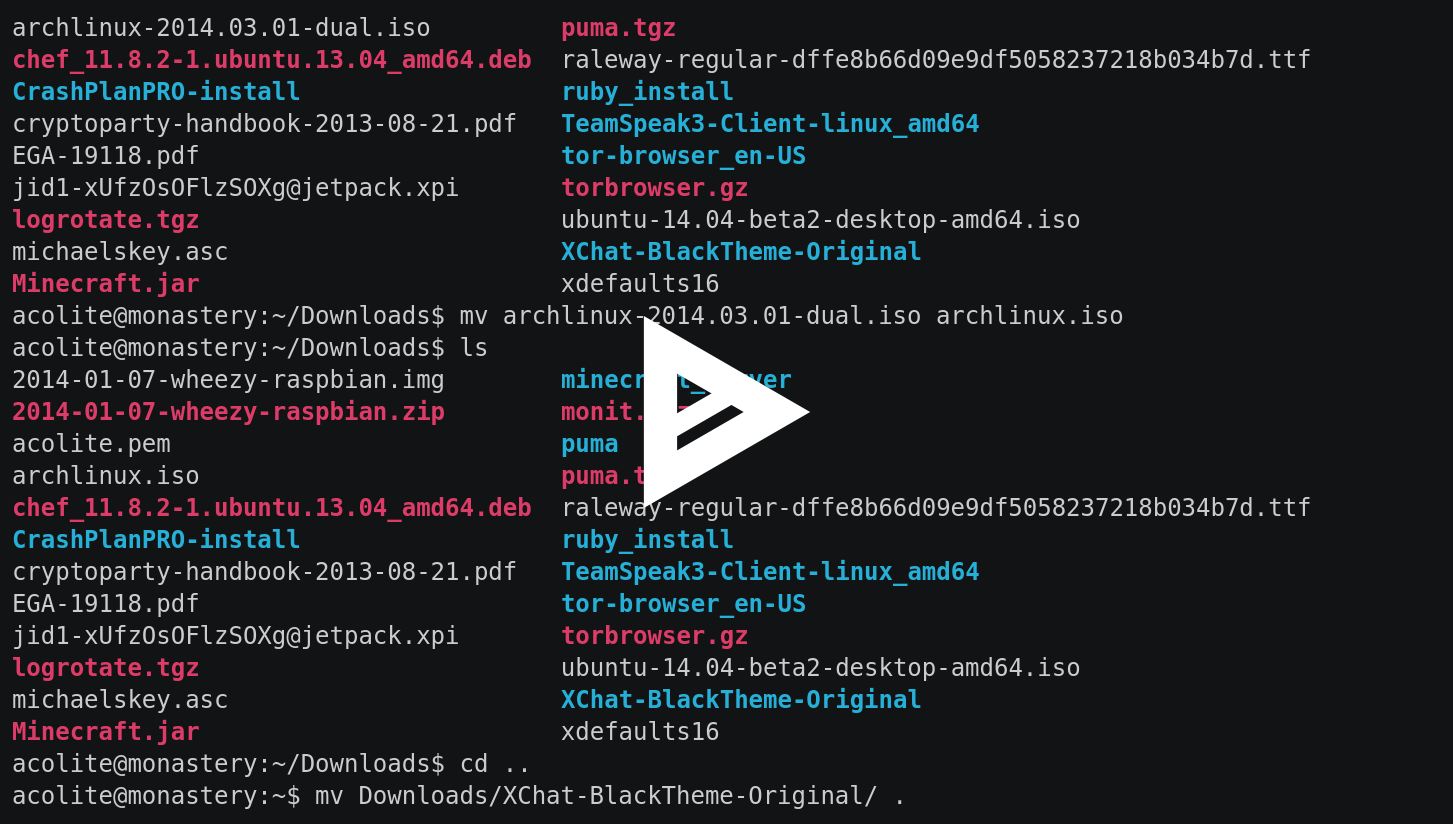 archlinux-2014.03.01-dual.iso puma.tgz
chef_11.8.2-1.ubuntu.13.04_amd64.deb raleway-regular-dffe8b66d09e9df5058237218b034b7d.ttf
CrashPlanPRO-install ruby_install
cryptoparty-handbook-2013-08-21.pdf TeamSpeak3-Client-linux_amd64
EGA-19118.pdf tor-browser_en-US
jid1-xUfzOsOFlzSOXg@jetpack.xpi torbrowser.gz
logrotate.tgz ubuntu-14.04-beta2-desktop-amd64.iso
michaelskey.asc XChat-BlackTheme-Original
Minecraft.jar xdefaults16
acolite@monastery:~/Downloads$ mv archlinux-2014.03.01-dual.iso archlinux.iso
acolite@monastery:~/Downloads$ ls
2014-01-07-wheezy-raspbian.img
2014-01-07-wheezy-raspbian.zip
acolite.pem puma
archlinux.iso puma.tgz
chef_11.8.2-1.ubuntu.13.04_amd64.deb raleway-regular-dffe8b66d09e9df5058237218b034b7d.ttf
CrashPlanPRO-install ruby_install
cryptoparty-handbook-2013-08-21.pdf TeamSpeak3-Client-linux_amd64
EGA-19118.pdf tor-browser_en-US
jid1-xUfzOsOFlzSOXg@jetpack.xpi torbrowser.gz
logrotate.tgz ubuntu-14.04-beta2-desktop-amd64.iso
michaelskey.asc XChat-BlackTheme-Original
Minecraft.jar xdefaults16
acolite@monastery:~/Downloads$ cd ..
acolite@monastery:~$ mv Downloads/XChat-BlackTheme-Original/ .